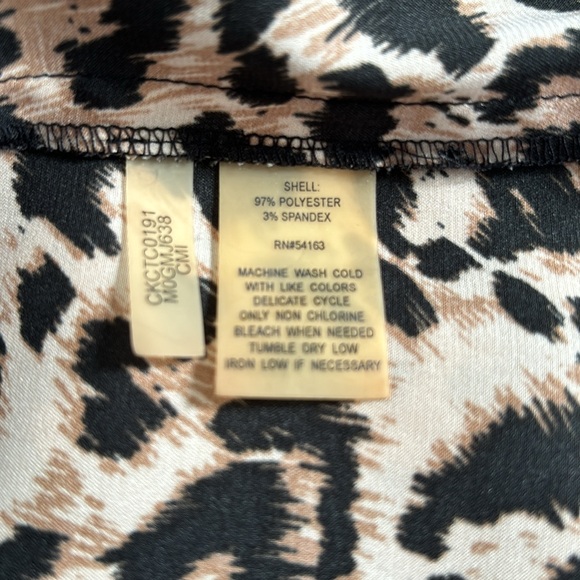 CKCTC0191
M0GMJ638
CMI
SHELL:
97% POLYESTER
3% SPANDEX
RN#54163
MACHINE WASH COLD
WITH LIKE COLORS
DELICATE CYCLE
ONLY NON CHLORINE
BLEACH WHEN NEEDED
TUMBLE DRY LOW
IRON LOW IF NECESSARY